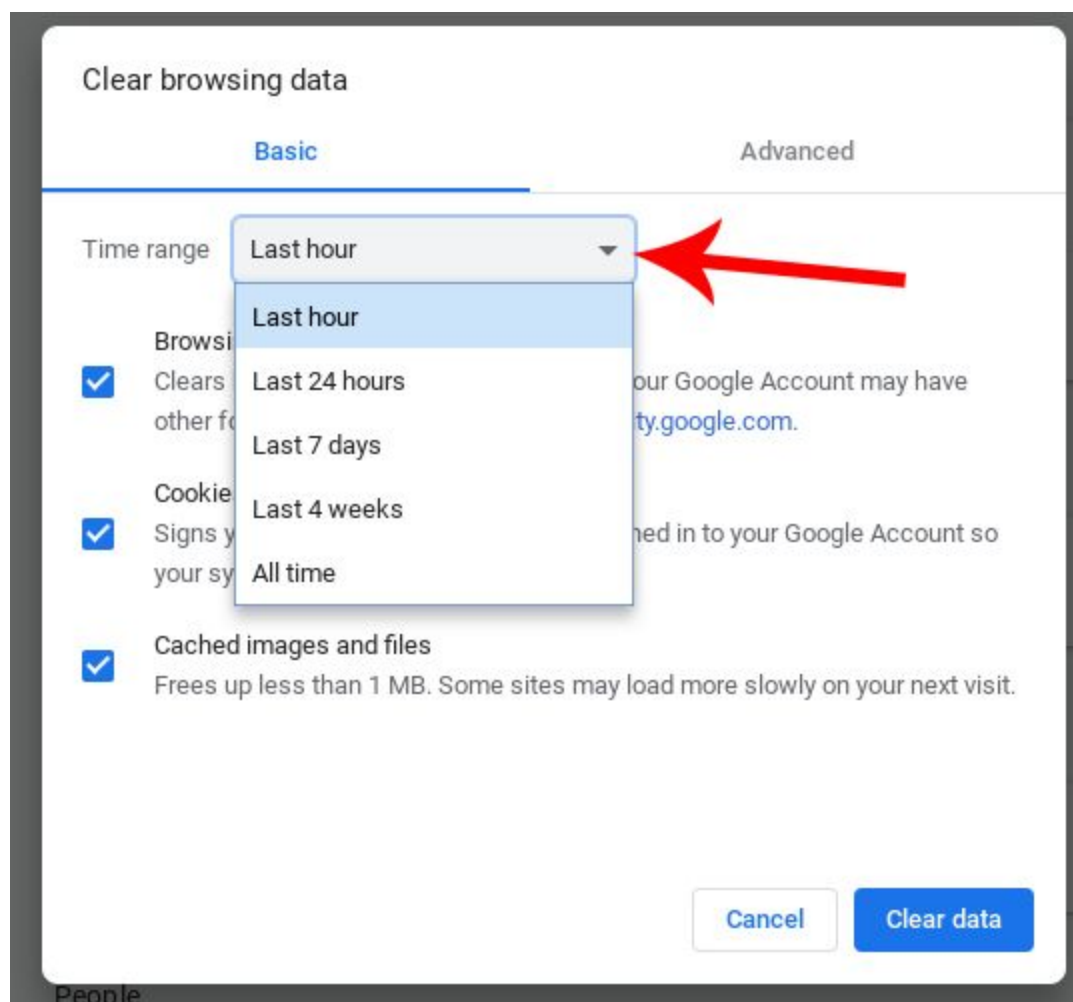 Clear browsing data
Basic Advanced
Time range Last hour
Last hour
Browsi
Clears Last 24 hours our Google Account may have
other fo ty.google.com.
Last 7 days
Cookie
Last 4 weeks
Signs y ned in to your Google Account so
your sy All time
Cached images and files
Frees up less than 1 MB. Some sites may load more slowly on your next visit.
Cancel Clear data
People